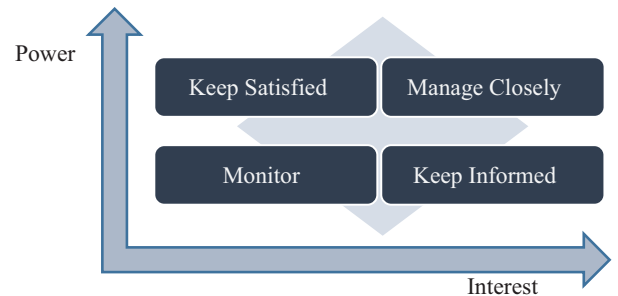 Power
Keep Satisfied
Manage Closely
Monitor
Keep Informed
Interest